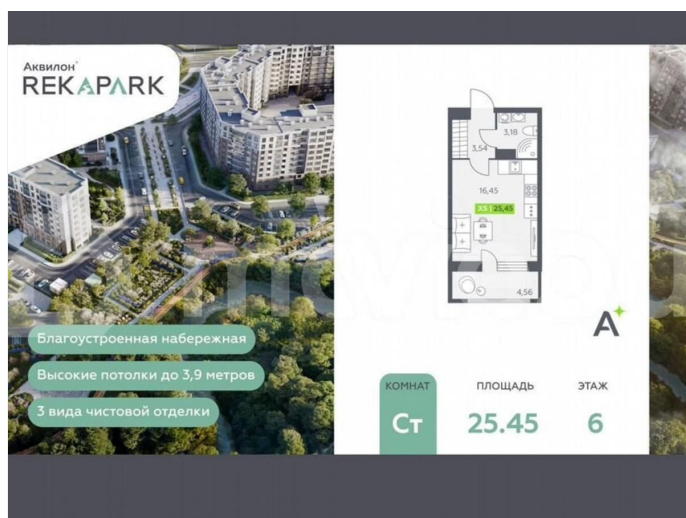 Аквилон
REKAPARK
Благоустроенная набережная
Высокие потолки до 3,9 метров
3 вида чистовой отделки
3,18
3,54
16,45
XS 25,45
4,56
A+
КОМНАТ
Ст
ПЛОЩАДЬ
25.45
ЭТАЖ
6